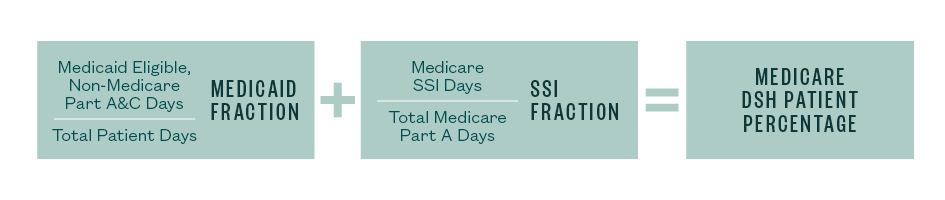 Medicaid Eligible,
Non-Medicare
Part A&C Days
Total Patient Days
MEDICAID
FRACTION
+
Medicare
SSI Days
Total Medicare
Part A Days
SSI
FRACTION
=
MEDICARE
DSH PATIENT
PERCENTAGE